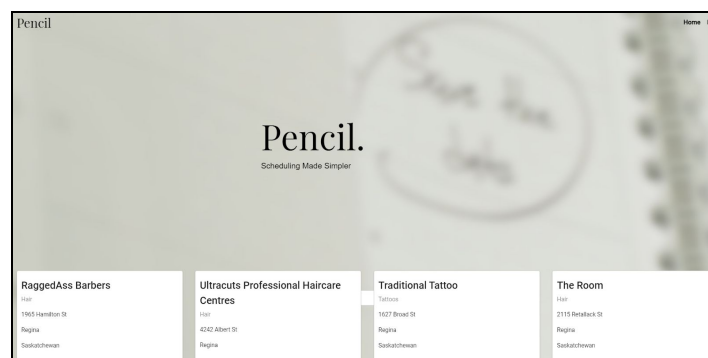 Pencil
Home
Pencil.
Scheduling Made Simpler
RaggedAss Barbers
Hair
1965 Hamilton St
Regina
Saskatchewan
Ultracuts Professional Haircare
Centres
Hair
4242 Albert St
Regina
Traditional Tattoo
Tattoos
1627 Broad St
Regina
Saskatchewan
The Room
Hair
2115 Retallack St
Regina
Saskatchewan